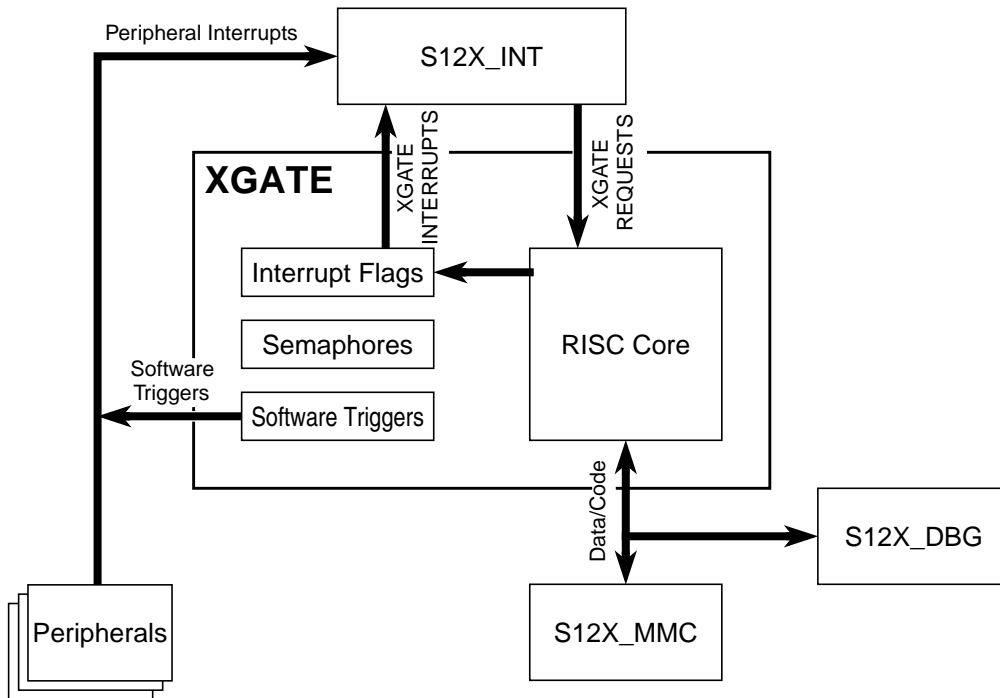 Peripheral Interrupts
S12X_INT
XGATE
INTERRUPTS
XGATE
REQUESTS
XGATE
Interrupt Flags
Semaphores
RISC Core
Software
Triggers
Software Triggers
Data/Code
S12X_DBG
Peripherals
S12X_MMC